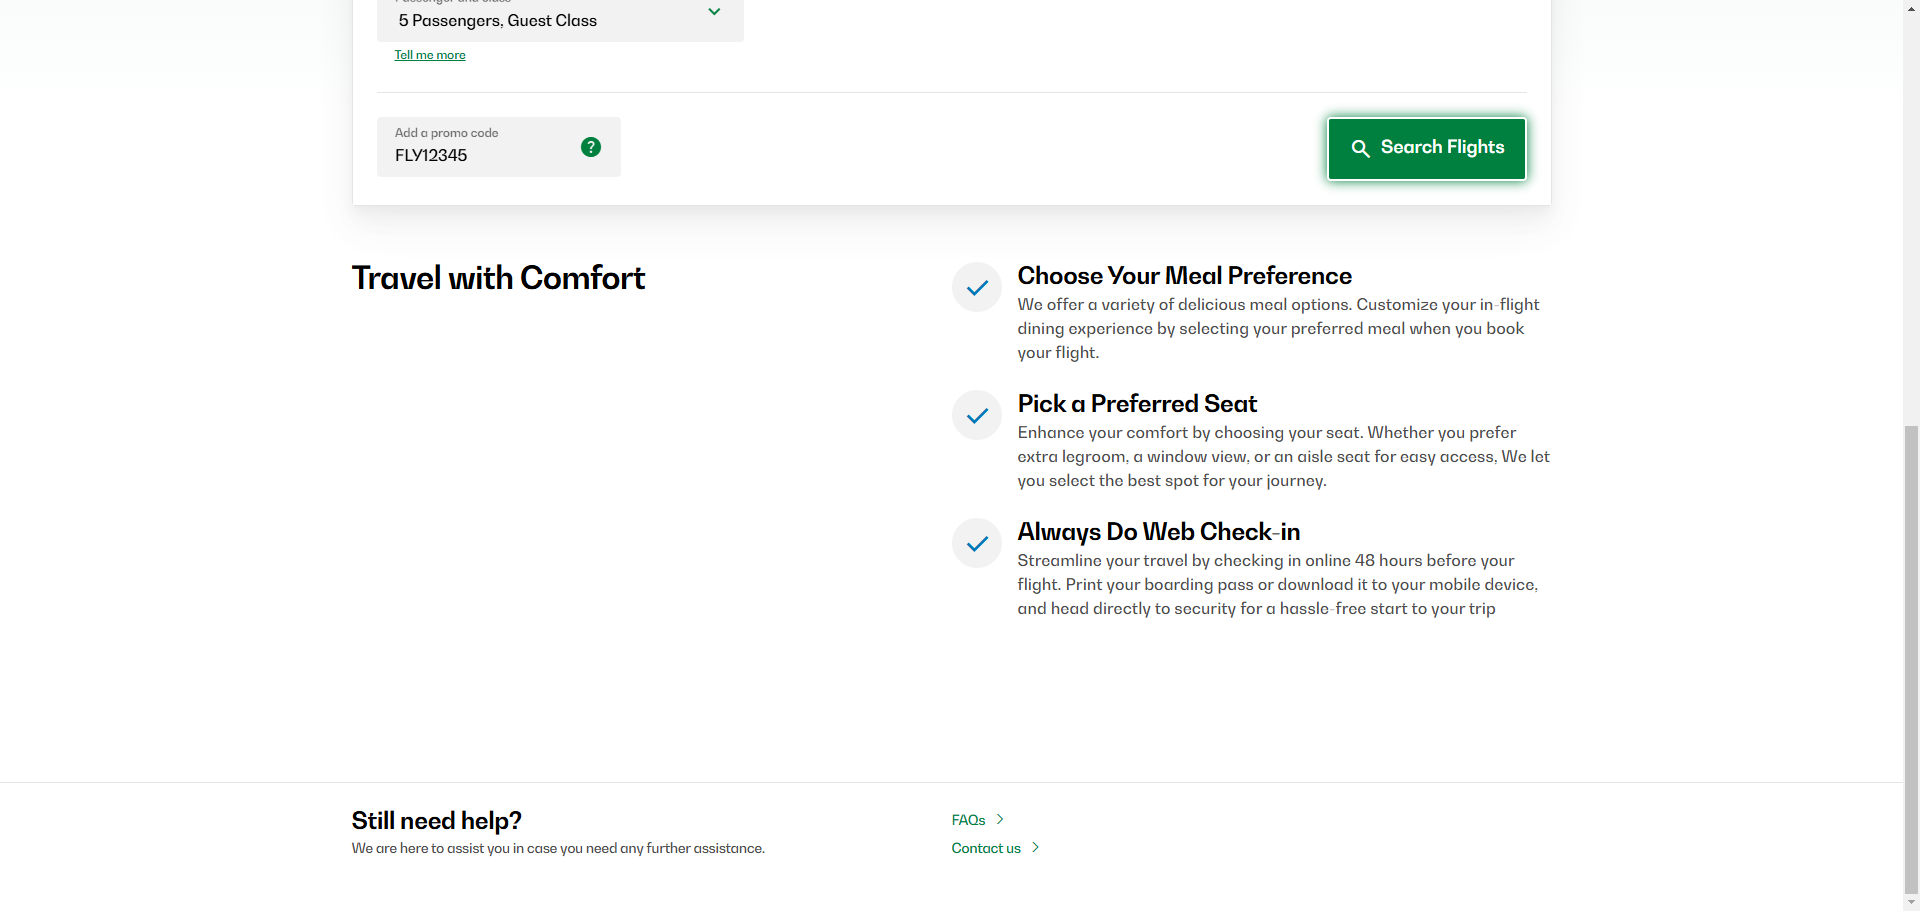 5 Passengers, Guest Class
Tell me more
Add a promo code
FLY12345
?
Search Flights
Travel with Comfort
Choose Your Meal Preference
We offer a variety of delicious meal options. Customize your in-flight
dining experience by selecting your preferred meal when you book
your flight.
Pick a Preferred Seat
Enhance your comfort by choosing your seat. Whether you prefer
extra legroom, a window view, or an aisle seat for easy access, We let
you select the best spot for your journey.
Always Do Web Check-in
Streamline your travel by checking in online 48 hours before your
flight. Print your boarding pass or download it to your mobile device,
and head directly to security for a hassle-free start to your trip
Still need help?
We are here to assist you in case you need any further assistance.
FAQs
Contact us